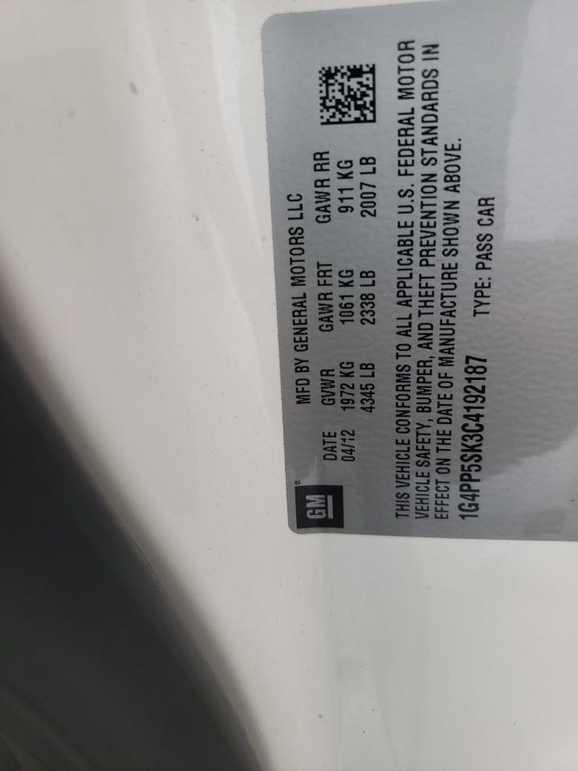 GM
MFD BY GENERAL MOTORS LLC
DATE GVWR GAWR FRT GAWR RR
04/12 1972 KG 1061 KG 911 KG
4345 LB 2338 LB 2007 LB
THIS VEHICLE CONFORMS TO ALL APPLICABLE U.S. FEDERAL MOTOR
VEHICLE SAFETY, BUMPER, AND THEFT PREVENTION STANDARDS IN
EFFECT ON THE DATE OF MANUFACTURE SHOWN ABOVE.
1G4PP5SK3C4192187 TYPE: PASS CAR